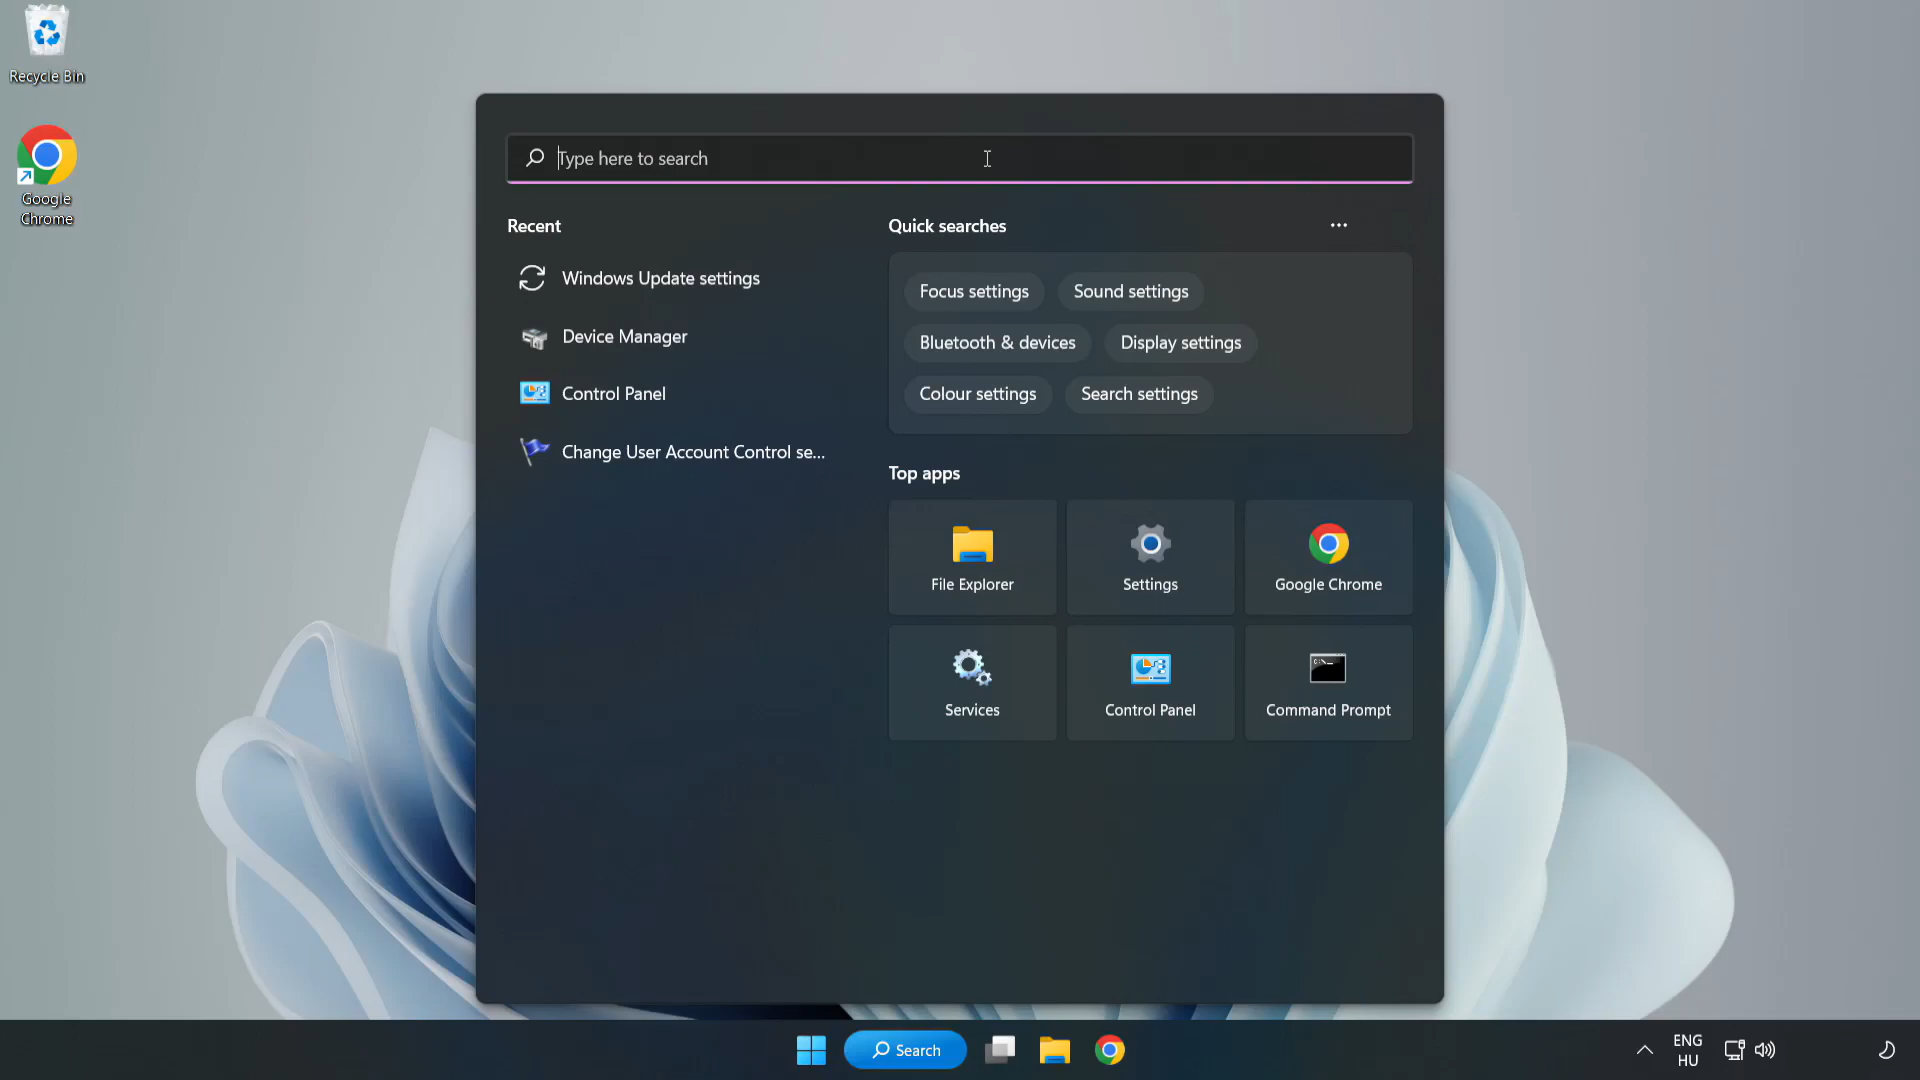 Recycle Bin
Google
Chrome
Type here to search
Recent
Windows Update settings
Device Manager
Control Panel
Change User Account Control se...
Quick searches
Focus settings
Sound settings
Bluetooth & devices
Display settings
Colour settings
Search settings
Top apps
File Explorer
Settings
Google Chrome
Services
Control Panel
Command Prompt
Search
ENG
HU